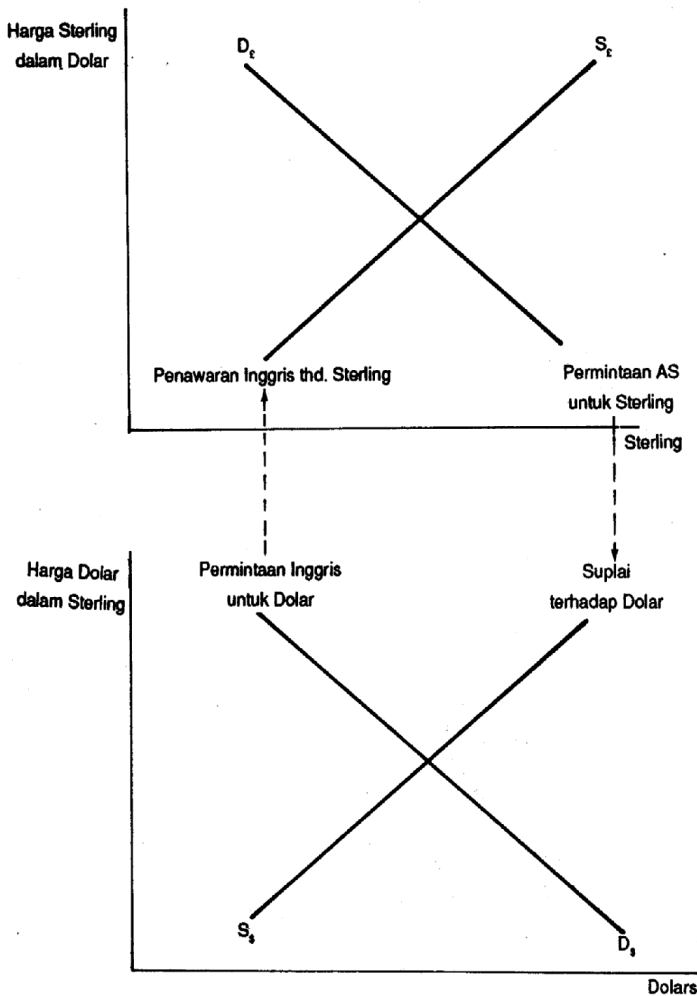 Harga Sterling
dalam Dolar
D£
S£
Penawaran Inggris thd. Sterling
Permintaan AS
untuk Sterling
Sterling
Harga Dolar
dalam Sterling
Permintaan Inggris
untuk Dolar
Suplai
terhadap Dolar
S$
D$
Dolars